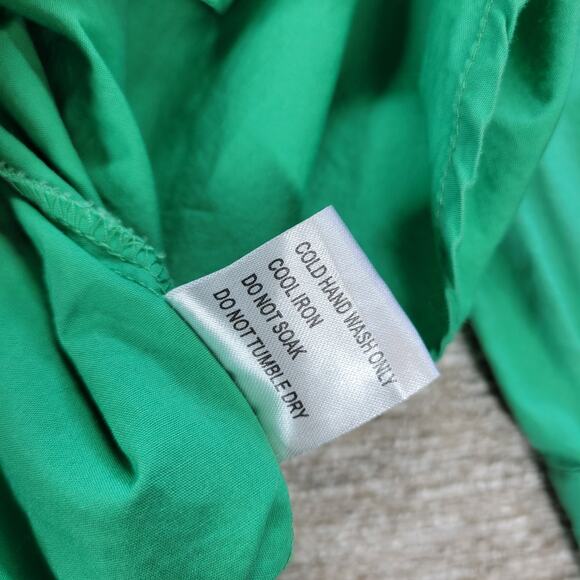 COLD HAND WASH ONLY
COOL IRON
DO NOT SOAK
DO NOT TUMBLE DRY